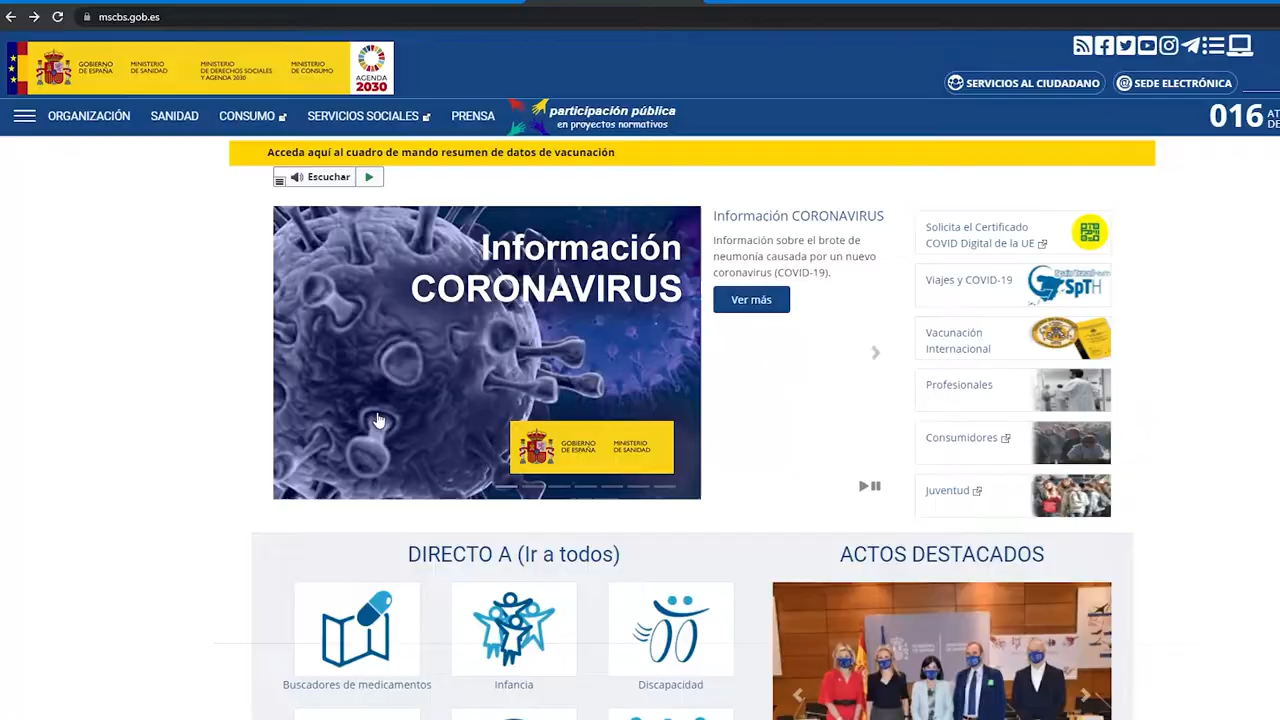 mscbs.gob.es
GOBIERNO
DE ESPAÑA
MINISTERIO
DE SANIDAD
MINISTERIO
DE DERECHOS SOCIALES
Y AGENDA 2030
MINISTERIO
DE CONSUMO
AGENDA
2030
SERVICIOS AL CIUDADANO
SEDE ELECTRÓNICA
ORGANIZACIÓN
SANIDAD
CONSUMO
SERVICIOS SOCIALES
PRENSA
participación pública
en proyectos normativos
016
AT
DE
Acceda aquí al cuadro de mando resumen de datos de vacunación
Escuchar
Información
CORONAVIRUS
GOBIERNO
DE ESPAÑA
MINISTERIO
DE SANIDAD
Información CORONAVIRUS
Información sobre el brote de
neumonía causada por un nuevo
coronavirus (COVID-19).
Ver más
Solicita el Certificado
COVID Digital de la UE
Viajes y COVID-19
SpTH
Vacunación
Internacional
Profesionales
Consumidores
Juventud
DIRECTO A (Ir a todos)
ACTOS DESTACADOS
Buscadores de medicamentos
Infancia
Discapacidad